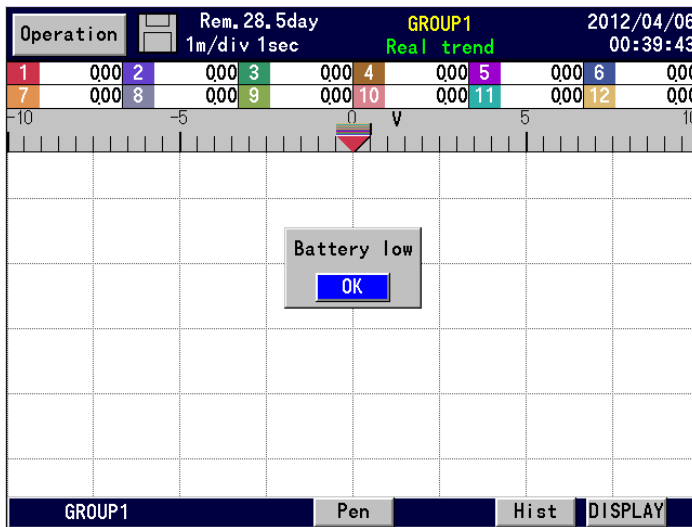 Operation Rem.28.5day GROUP1 2012/04/06
1m/div 1sec Real trend 00:39:43
1 0.00 2 0.00 3 0.00 4 0.00 5 0.00 6
7 0.00 8 0.00 9 0.00 10 0.00 11 0.00 12
-10 -5 0 V 5
Battery low
OK
GROUP1 Pen Hist DISPLAY